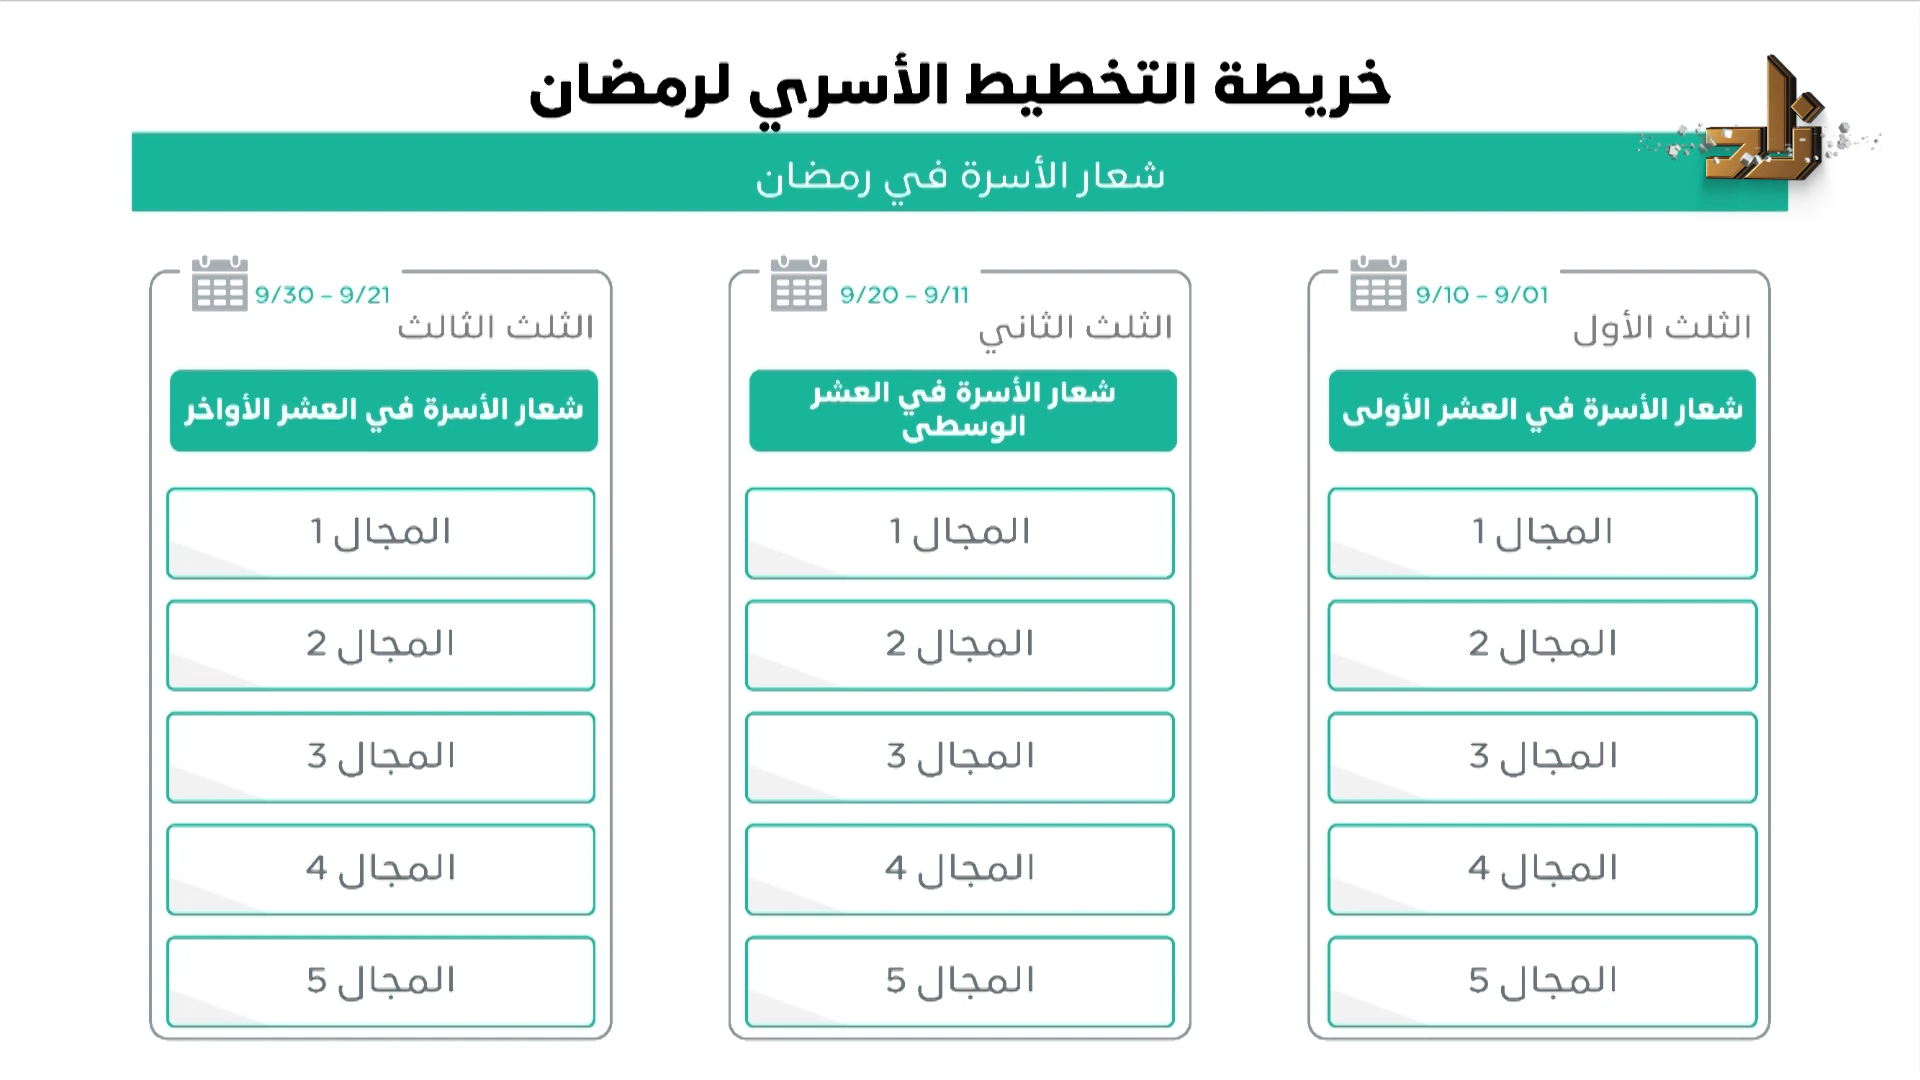 خريطة التخطيط الأسري لرمضان
زاد
شعار الأسرة في رمضان
9/10 – 9/01
الثلث الأول
شعار الأسرة في العشر الأولى
المجال 1
المجال 2
المجال 3
المجال 4
المجال 5
9/20 – 9/11
الثلث الثاني
شعار الأسرة في العشر
الوسطى
المجال 1
المجال 2
المجال 3
المجال 4
المجال 5
9/30 – 9/21
الثلث الثالث
شعار الأسرة في العشر الأواخر
المجال 1
المجال 2
المجال 3
المجال 4
المجال 5